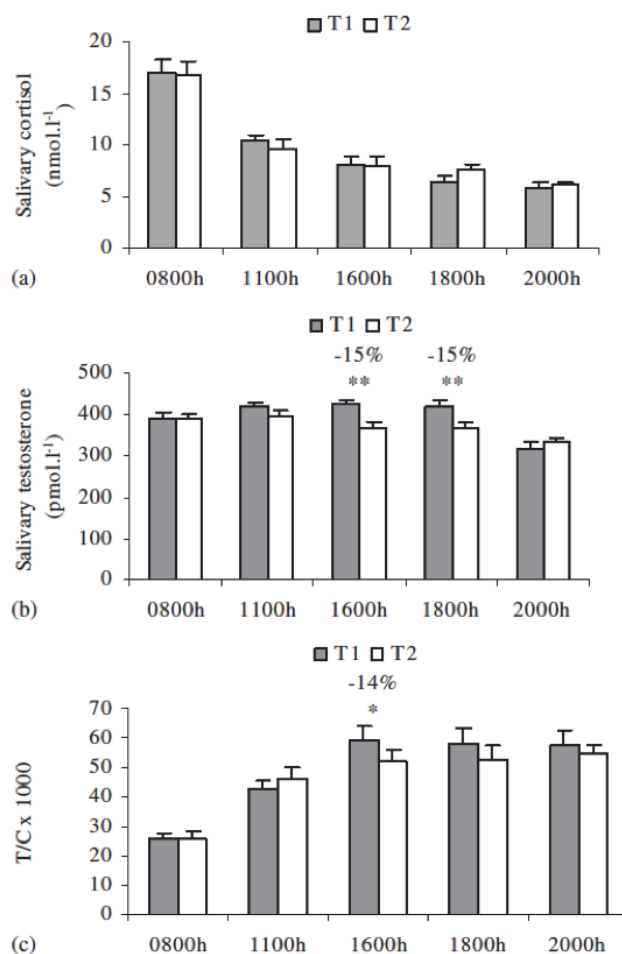 T1 T2
Salivary cortisol
(nmol.l-1)
20
15
10
5
0
(a)
0800h 1100h 1600h 1800h 2000h
T1 T2
-15% -15%
** **
Salivary testosterone
(pmol.l-1)
500
400
300
200
100
0
(b)
0800h 1100h 1600h 1800h 2000h
T1 T2
-14%
*
T/C x 1000
70
60
50
40
30
20
10
0
(c)
0800h 1100h 1600h 1800h 2000h